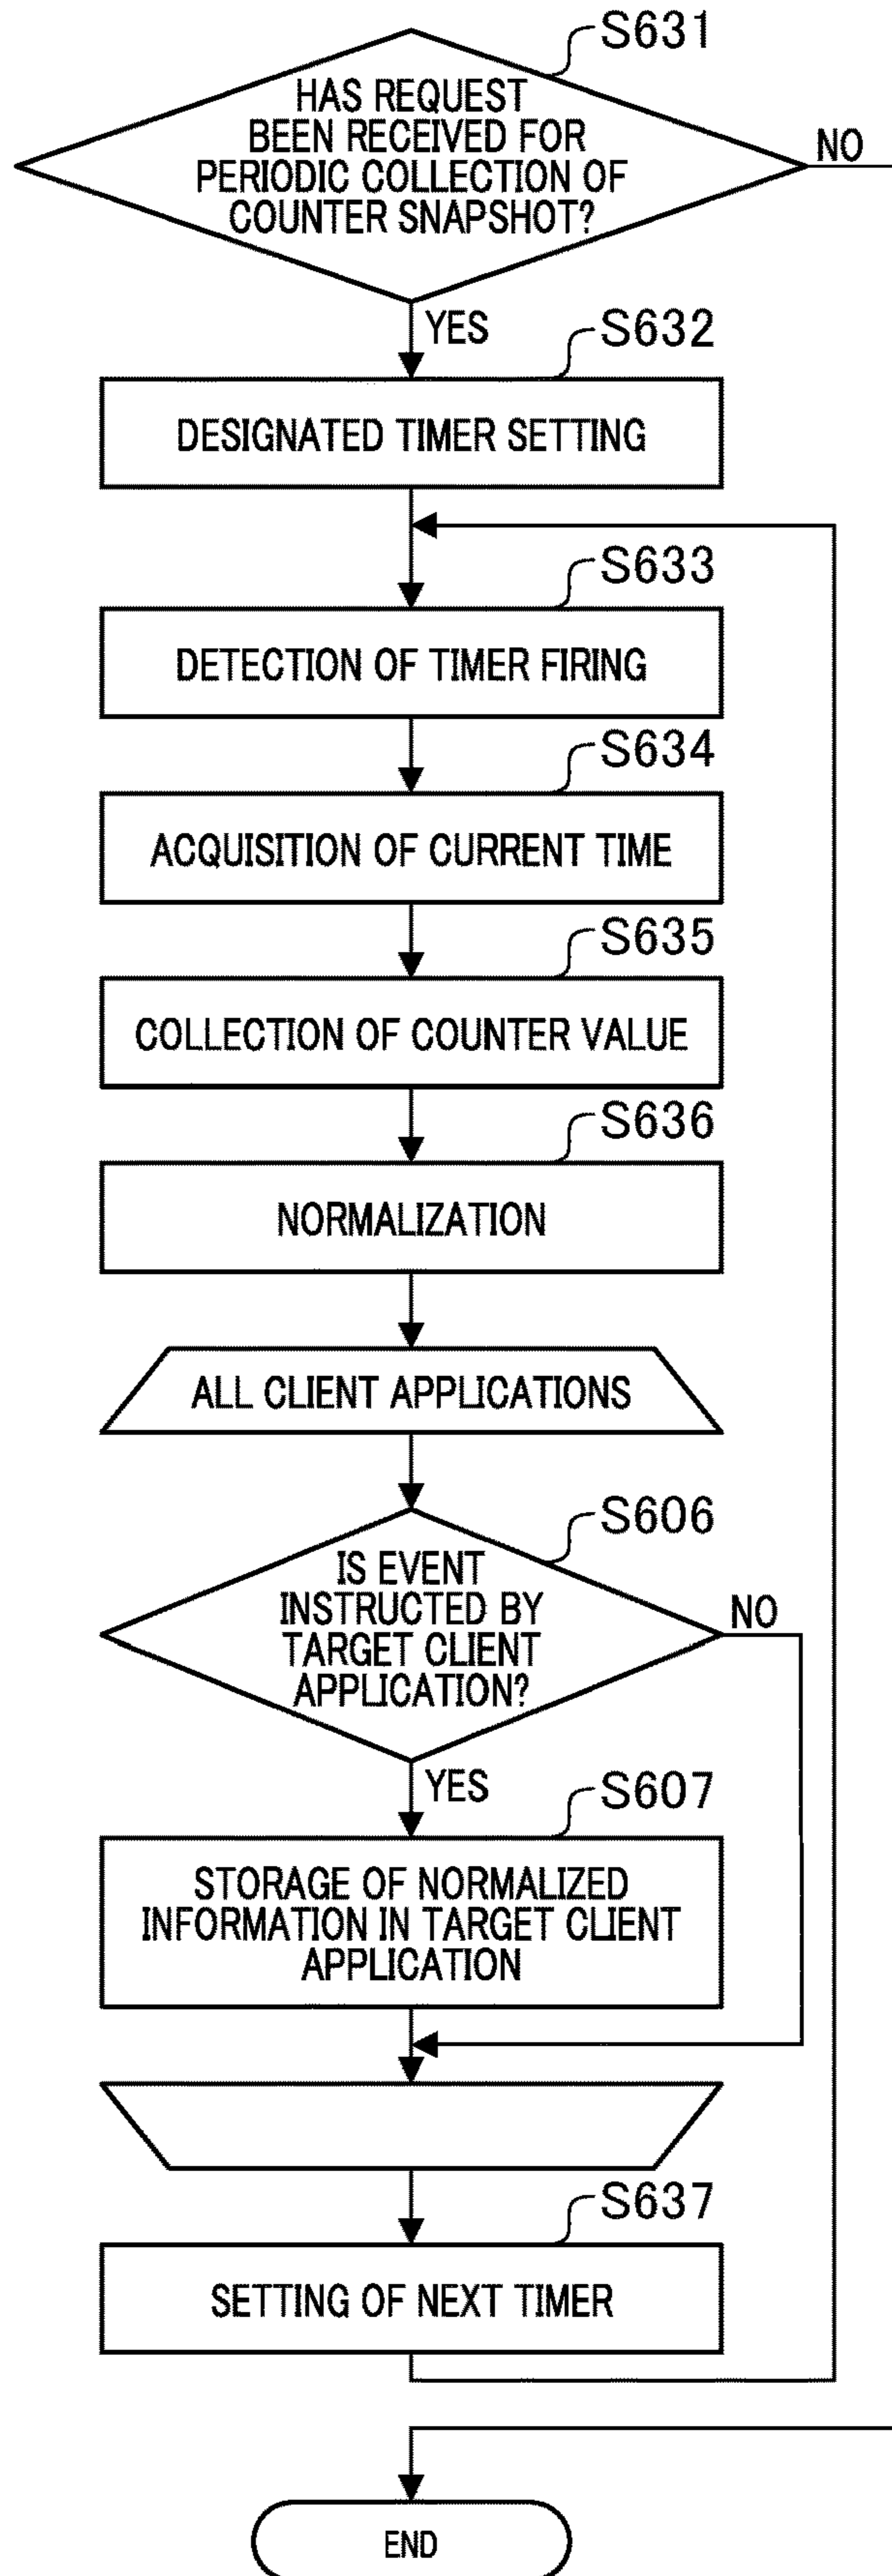 S631
HAS REQUEST
BEEN RECEIVED FOR
PERIODIC COLLECTION OF
COUNTER SNAPSHOT?
NO
YES
S632
DESIGNATED TIMER SETTING
S633
DETECTION OF TIMER FIRING
S634
ACQUISITION OF CURRENT TIME
S635
COLLECTION OF COUNTER VALUE
S636
NORMALIZATION
ALL CLIENT APPLICATIONS
S606
IS EVENT
INSTRUCTED BY
TARGET CLIENT
APPLICATION?
NO
YES
S607
STORAGE OF NORMALIZED
INFORMATION IN TARGET CLIENT
APPLICATION
S637
SETTING OF NEXT TIMER
END